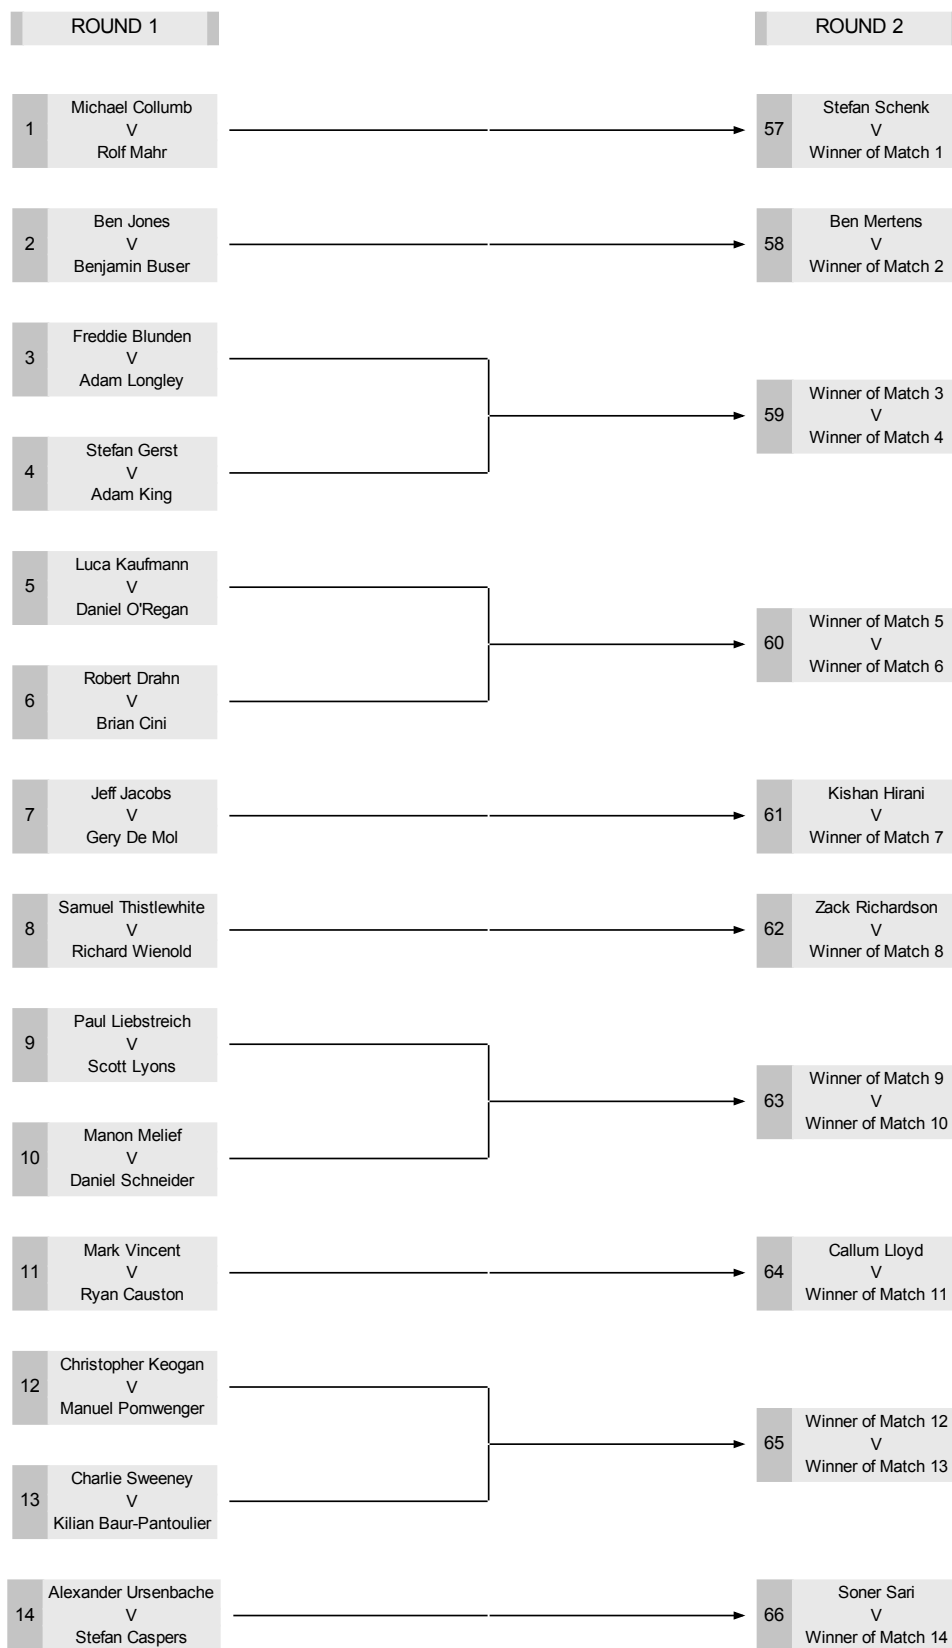 ROUND 1
ROUND 2
1
Michael Collumb
V
Rolf Mahr
57
Stefan Schenk
V
Winner of Match 1
2
Ben Jones
V
Benjamin Buser
58
Ben Mertens
V
Winner of Match 2
3
Freddie Blunden
V
Adam Longley
59
Winner of Match 3
V
Winner of Match 4
4
Stefan Gerst
V
Adam King
5
Luca Kaufmann
V
Daniel O'Regan
60
Winner of Match 5
V
Winner of Match 6
6
Robert Drahn
V
Brian Cini
7
Jeff Jacobs
V
Gery De Mol
61
Kishan Hirani
V
Winner of Match 7
8
Samuel Thistlewhite
V
Richard Wienold
62
Zack Richardson
V
Winner of Match 8
9
Paul Liebstreich
V
Scott Lyons
63
Winner of Match 9
V
Winner of Match 10
10
Manon Melief
V
Daniel Schneider
11
Mark Vincent
V
Ryan Causton
64
Callum Lloyd
V
Winner of Match 11
12
Christopher Keogan
V
Manuel Pomwenger
65
Winner of Match 12
V
Winner of Match 13
13
Charlie Sweeney
V
Kilian Baur-Pantoulier
14
Alexander Ursenbache
V
Stefan Caspers
66
Soner Sari
V
Winner of Match 14